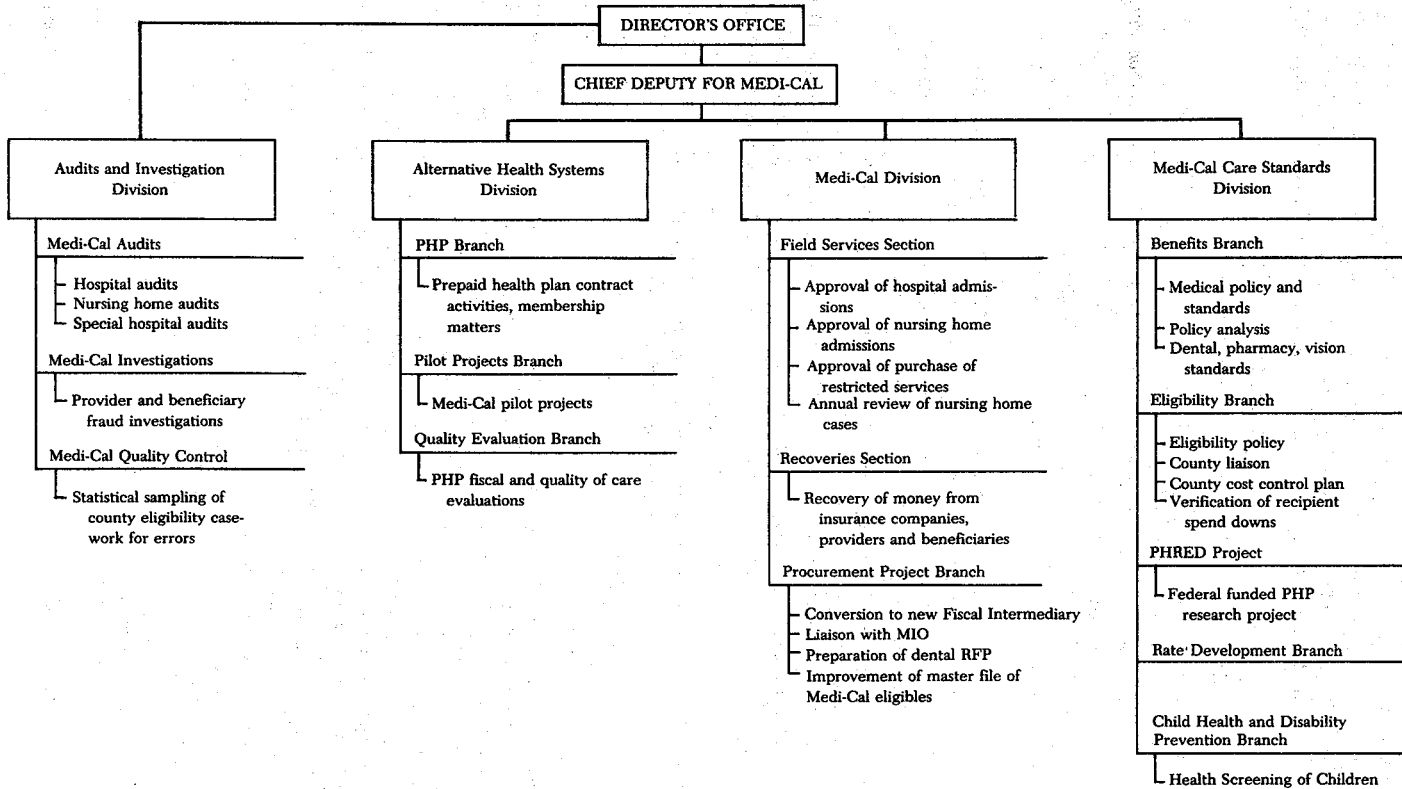 DIRECTOR'S OFFICE
CHIEF DEPUTY FOR MEDI-CAL
Audits and Investigation
Division
Medi-Cal Audits
Hospital audits
Nursing home audits
Special hospital audits
Medi-Cal Investigations
Provider and beneficiary
fraud investigations
Medi-Cal Quality Control
Statistical sampling of
county eligibility case-
work for errors
Alternative Health Systems
Division
PHP Branch
Prepaid health plan contract
activities, membership
matters
Pilot Projects Branch
Medi-Cal pilot projects
Quality Evaluation Branch
PHP fiscal and quality of care
evaluations
Medi-Cal Division
Field Services Section
Approval of hospital admis-
sions
Approval of nursing home
admissions
Approval of purchase of
restricted services
Annual review of nursing home
cases
Recoveries Section
Recovery of money from
insurance companies,
providers and beneficiaries
Procurement Project Branch
Conversion to new Fiscal Intermediary
Liaison with MIO
Preparation of dental RFP
Improvement of master file of
Medi-Cal eligibles
Medi-Cal Care Standards
Division
Benefits Branch
Medical policy and
standards
Policy analysis
Dental, pharmacy, vision
standards
Eligibility Branch
Eligibility policy
County liaison
County cost control plan
Verification of recipient
spend downs
PHRED Project
Federal funded PHP
research project
Rate Development Branch
Child Health and Disability
Prevention Branch
Health Screening of Children